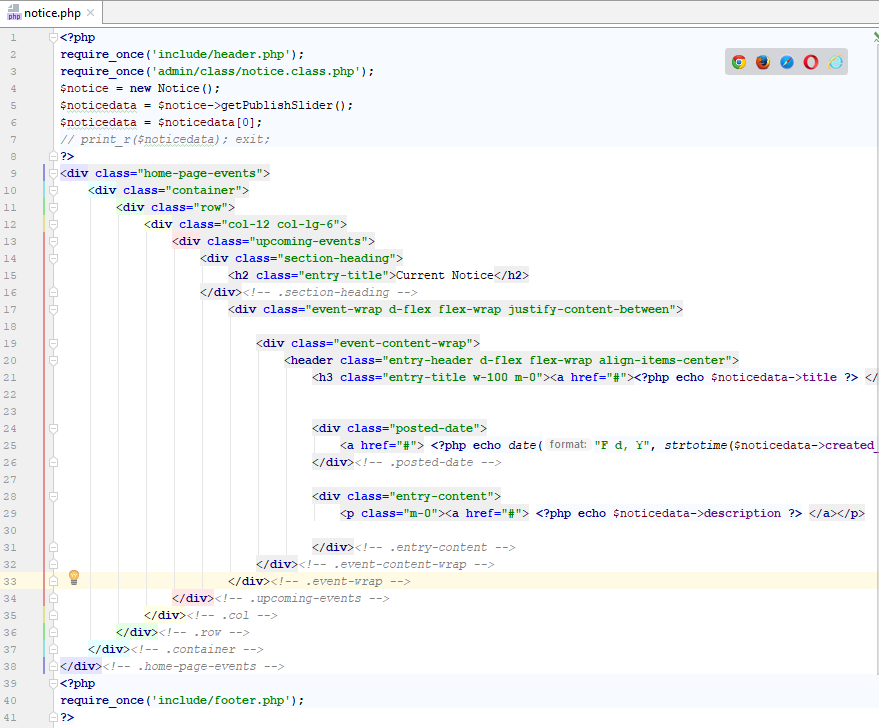 php notice.php
1 <?php
2 require_once('include/header.php');
3 require_once('admin/class/notice.class.php');
4 $notice = new Notice();
5 $noticedata = $notice->getPublishSlider();
6 $noticedata = $noticedata[0];
7 // print_r($noticedata); exit;
8 ?>
9 <div class="home-page-events">
10 <div class="container">
11 <div class="row">
12 <div class="col-12 col-lg-6">
13 <div class="upcoming-events">
14 <div class="section-heading">
15 <h2 class="entry-title">Current Notice</h2>
16 </div><!-- .section-heading -->
17 <div class="event-wrap d-flex flex-wrap justify-content-between">
18
19 <div class="event-content-wrap">
20 <header class="entry-header d-flex flex-wrap align-items-center">
21 <h3 class="entry-title w-100 m-0"><a href="#"><?php echo $noticedata->title ?> </
22
23
24 <div class="posted-date">
25 <a href="#"> <?php echo date( format: "F d, Y", strtotime($noticedata->created_
26 </div><!-- .posted-date -->
27
28 <div class="entry-content">
29 <p class="m-0"><a href="#"> <?php echo $noticedata->description ?> </a></p>
30
31 </div><!-- .entry-content -->
32 </div><!-- .event-content-wrap -->
33 </div><!-- .event-wrap -->
34 </div><!-- .upcoming-events -->
35 </div><!-- .col -->
36 </div><!-- .row -->
37 </div><!-- .container -->
38 </div><!-- .home-page-events -->
39 <?php
40 require_once('include/footer.php');
41 ?>